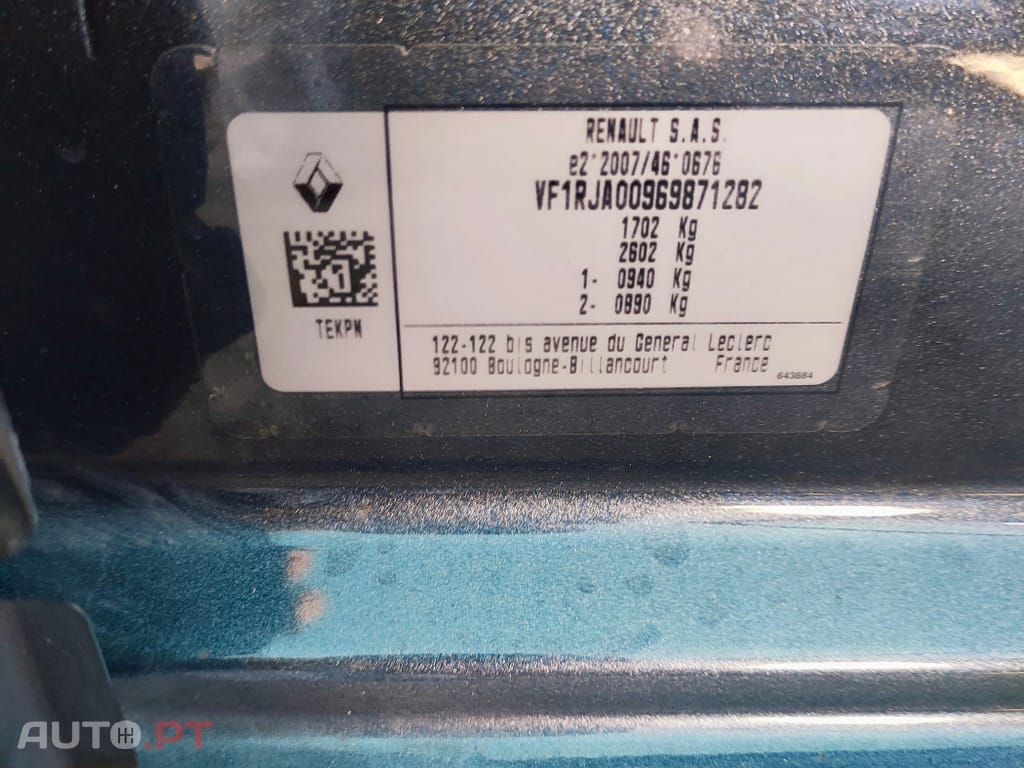 RENAULT S.A.S.
e2*2007/46*0676
VF1RJA00969871282
1702 Kg
2602 Kg
1- 0940 Kg
2- 0890 Kg
TEKPN
122-122 bis avenue du General Leclerc
92100 Boulogne-Billancourt France
643884
AUTO.PT